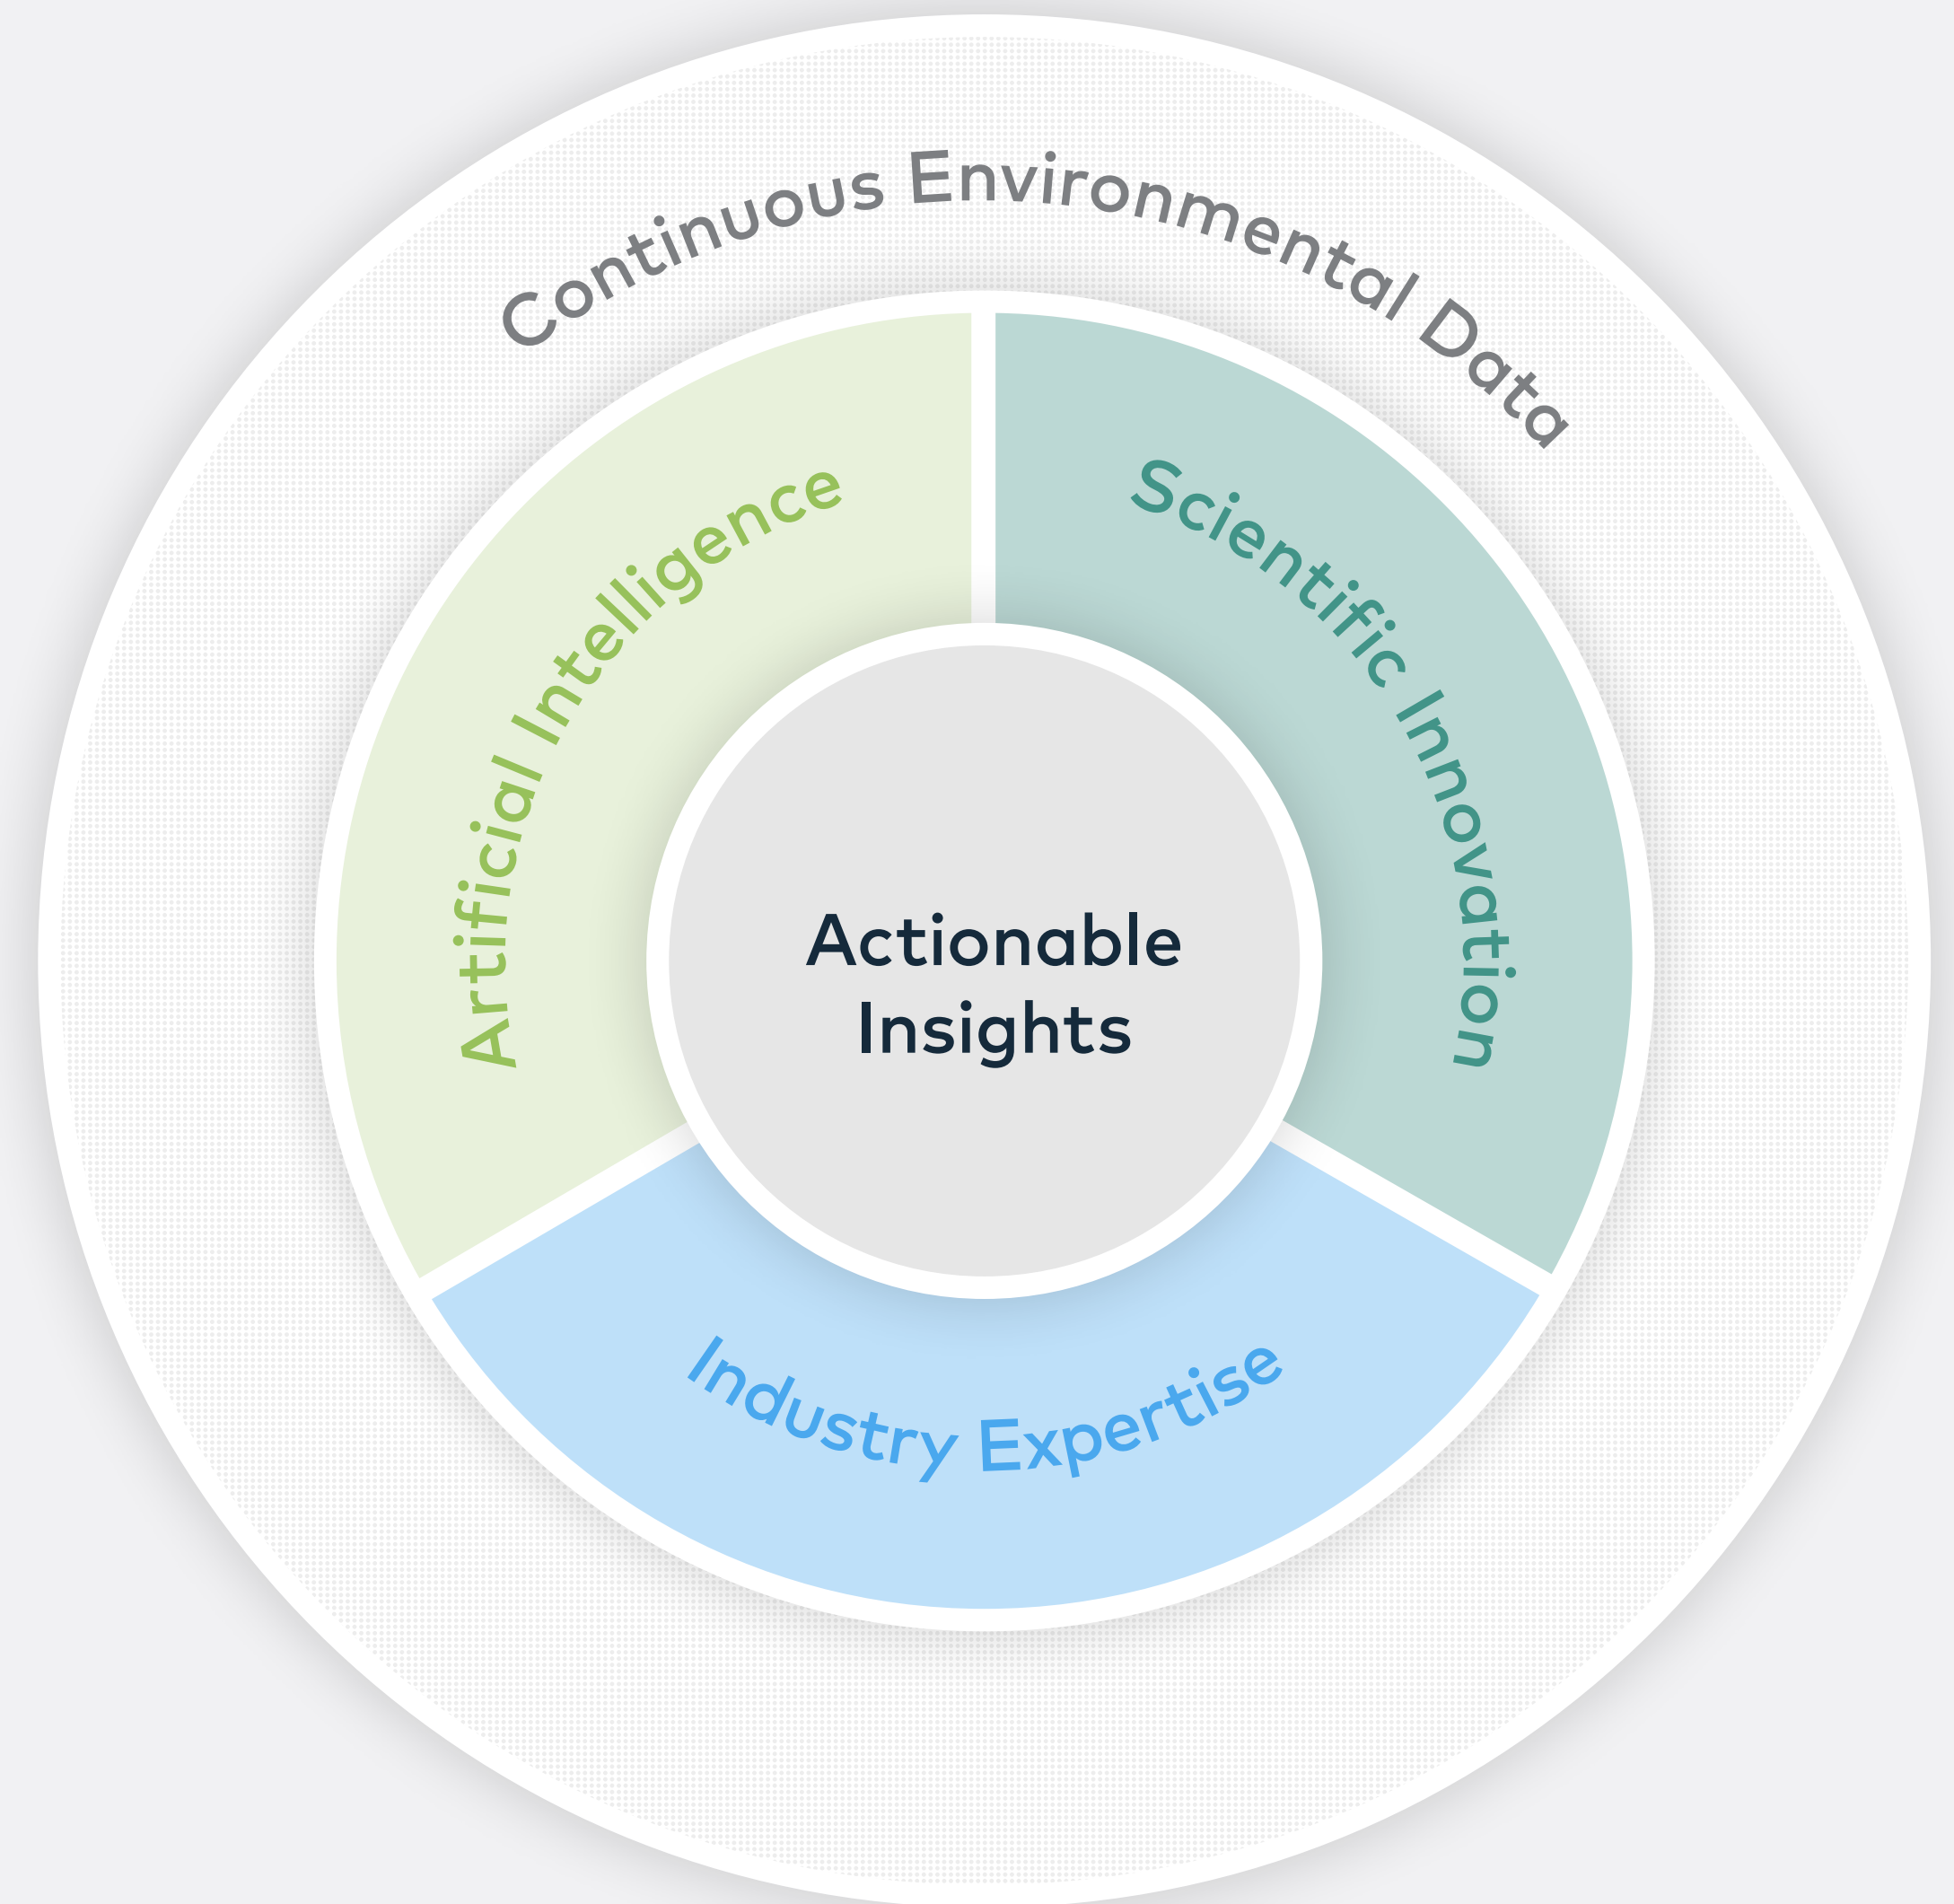 Continuous Environmental Data
Artificial Intelligence
Scientific Innovation
Actionable
Insights
Industry Expertise